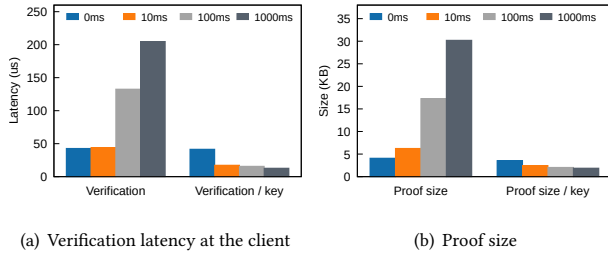 0ms 10ms 100ms 1000ms
250
200
150
100
50
0
Latency (us)
Verification Verification / key
(a) Verification latency at the client
0ms 10ms 100ms 1000ms
35
30
25
20
15
10
5
0
Size (KB)
Proof size Proof size / key
(b) Proof size